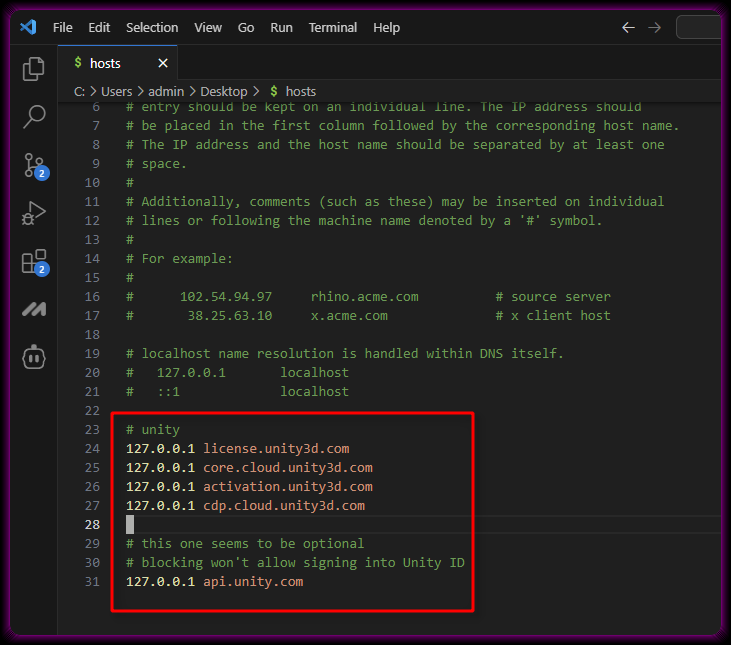 File Edit Selection View Go Run Terminal Help
$ hosts
C: > Users > admin > Desktop > $ hosts
6 # entry should be kept on an individual line. The IP address should
7 # be placed in the first column followed by the corresponding host name.
8 # The IP address and the host name should be separated by at least one
9 # space.
10 #
11 # Additionally, comments (such as these) may be inserted on individual
12 # lines or following the machine name denoted by a '#' symbol.
13 #
14 # For example:
15 #
16 #      102.54.94.97     rhino.acme.com          # source server
17 #       38.25.63.10     x.acme.com              # x client host
18
19 # localhost name resolution is handled within DNS itself.
20 #   127.0.0.1       localhost
21 #   ::1             localhost
22
23 # unity
24 127.0.0.1 license.unity3d.com
25 127.0.0.1 core.cloud.unity3d.com
26 127.0.0.1 activation.unity3d.com
27 127.0.0.1 cdp.cloud.unity3d.com
28
29 # this one seems to be optional
30 # blocking won't allow signing into Unity ID
31 127.0.0.1 api.unity.com
2
2